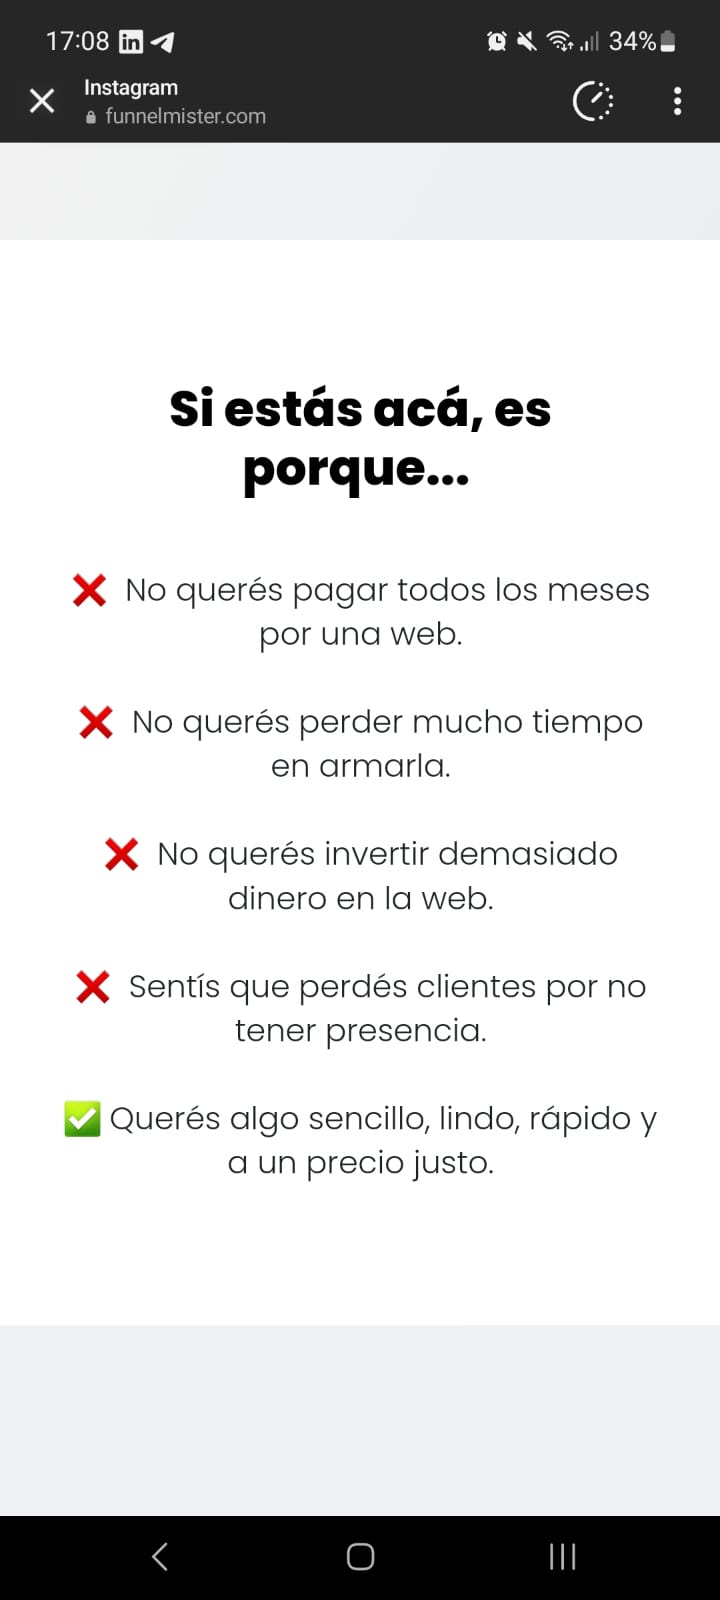 17:08 in 34%
Instagram
funnelmister.com
Si estás acá, es
porque...
❌ No querés pagar todos los meses
por una web.
❌ No querés perder mucho tiempo
en armarla.
❌ No querés invertir demasiado
dinero en la web.
❌ Sentís que perdés clientes por no
tener presencia.
✅ Querés algo sencillo, lindo, rápido y
a un precio justo.